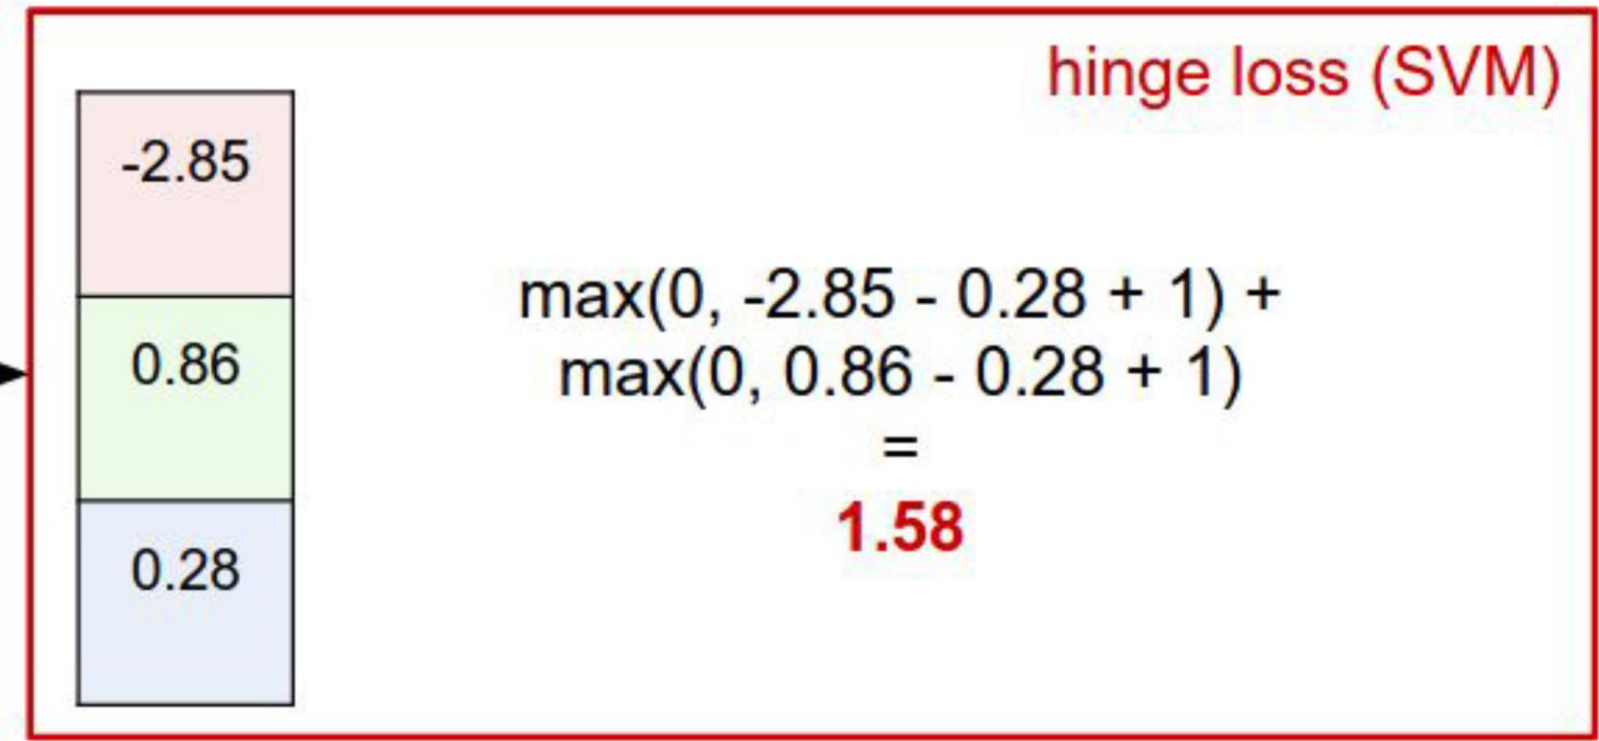 hinge loss (SVM)
-2.85
0.86
0.28
max(0, -2.85 - 0.28 + 1) +
max(0, 0.86 - 0.28 + 1)
=
1.58